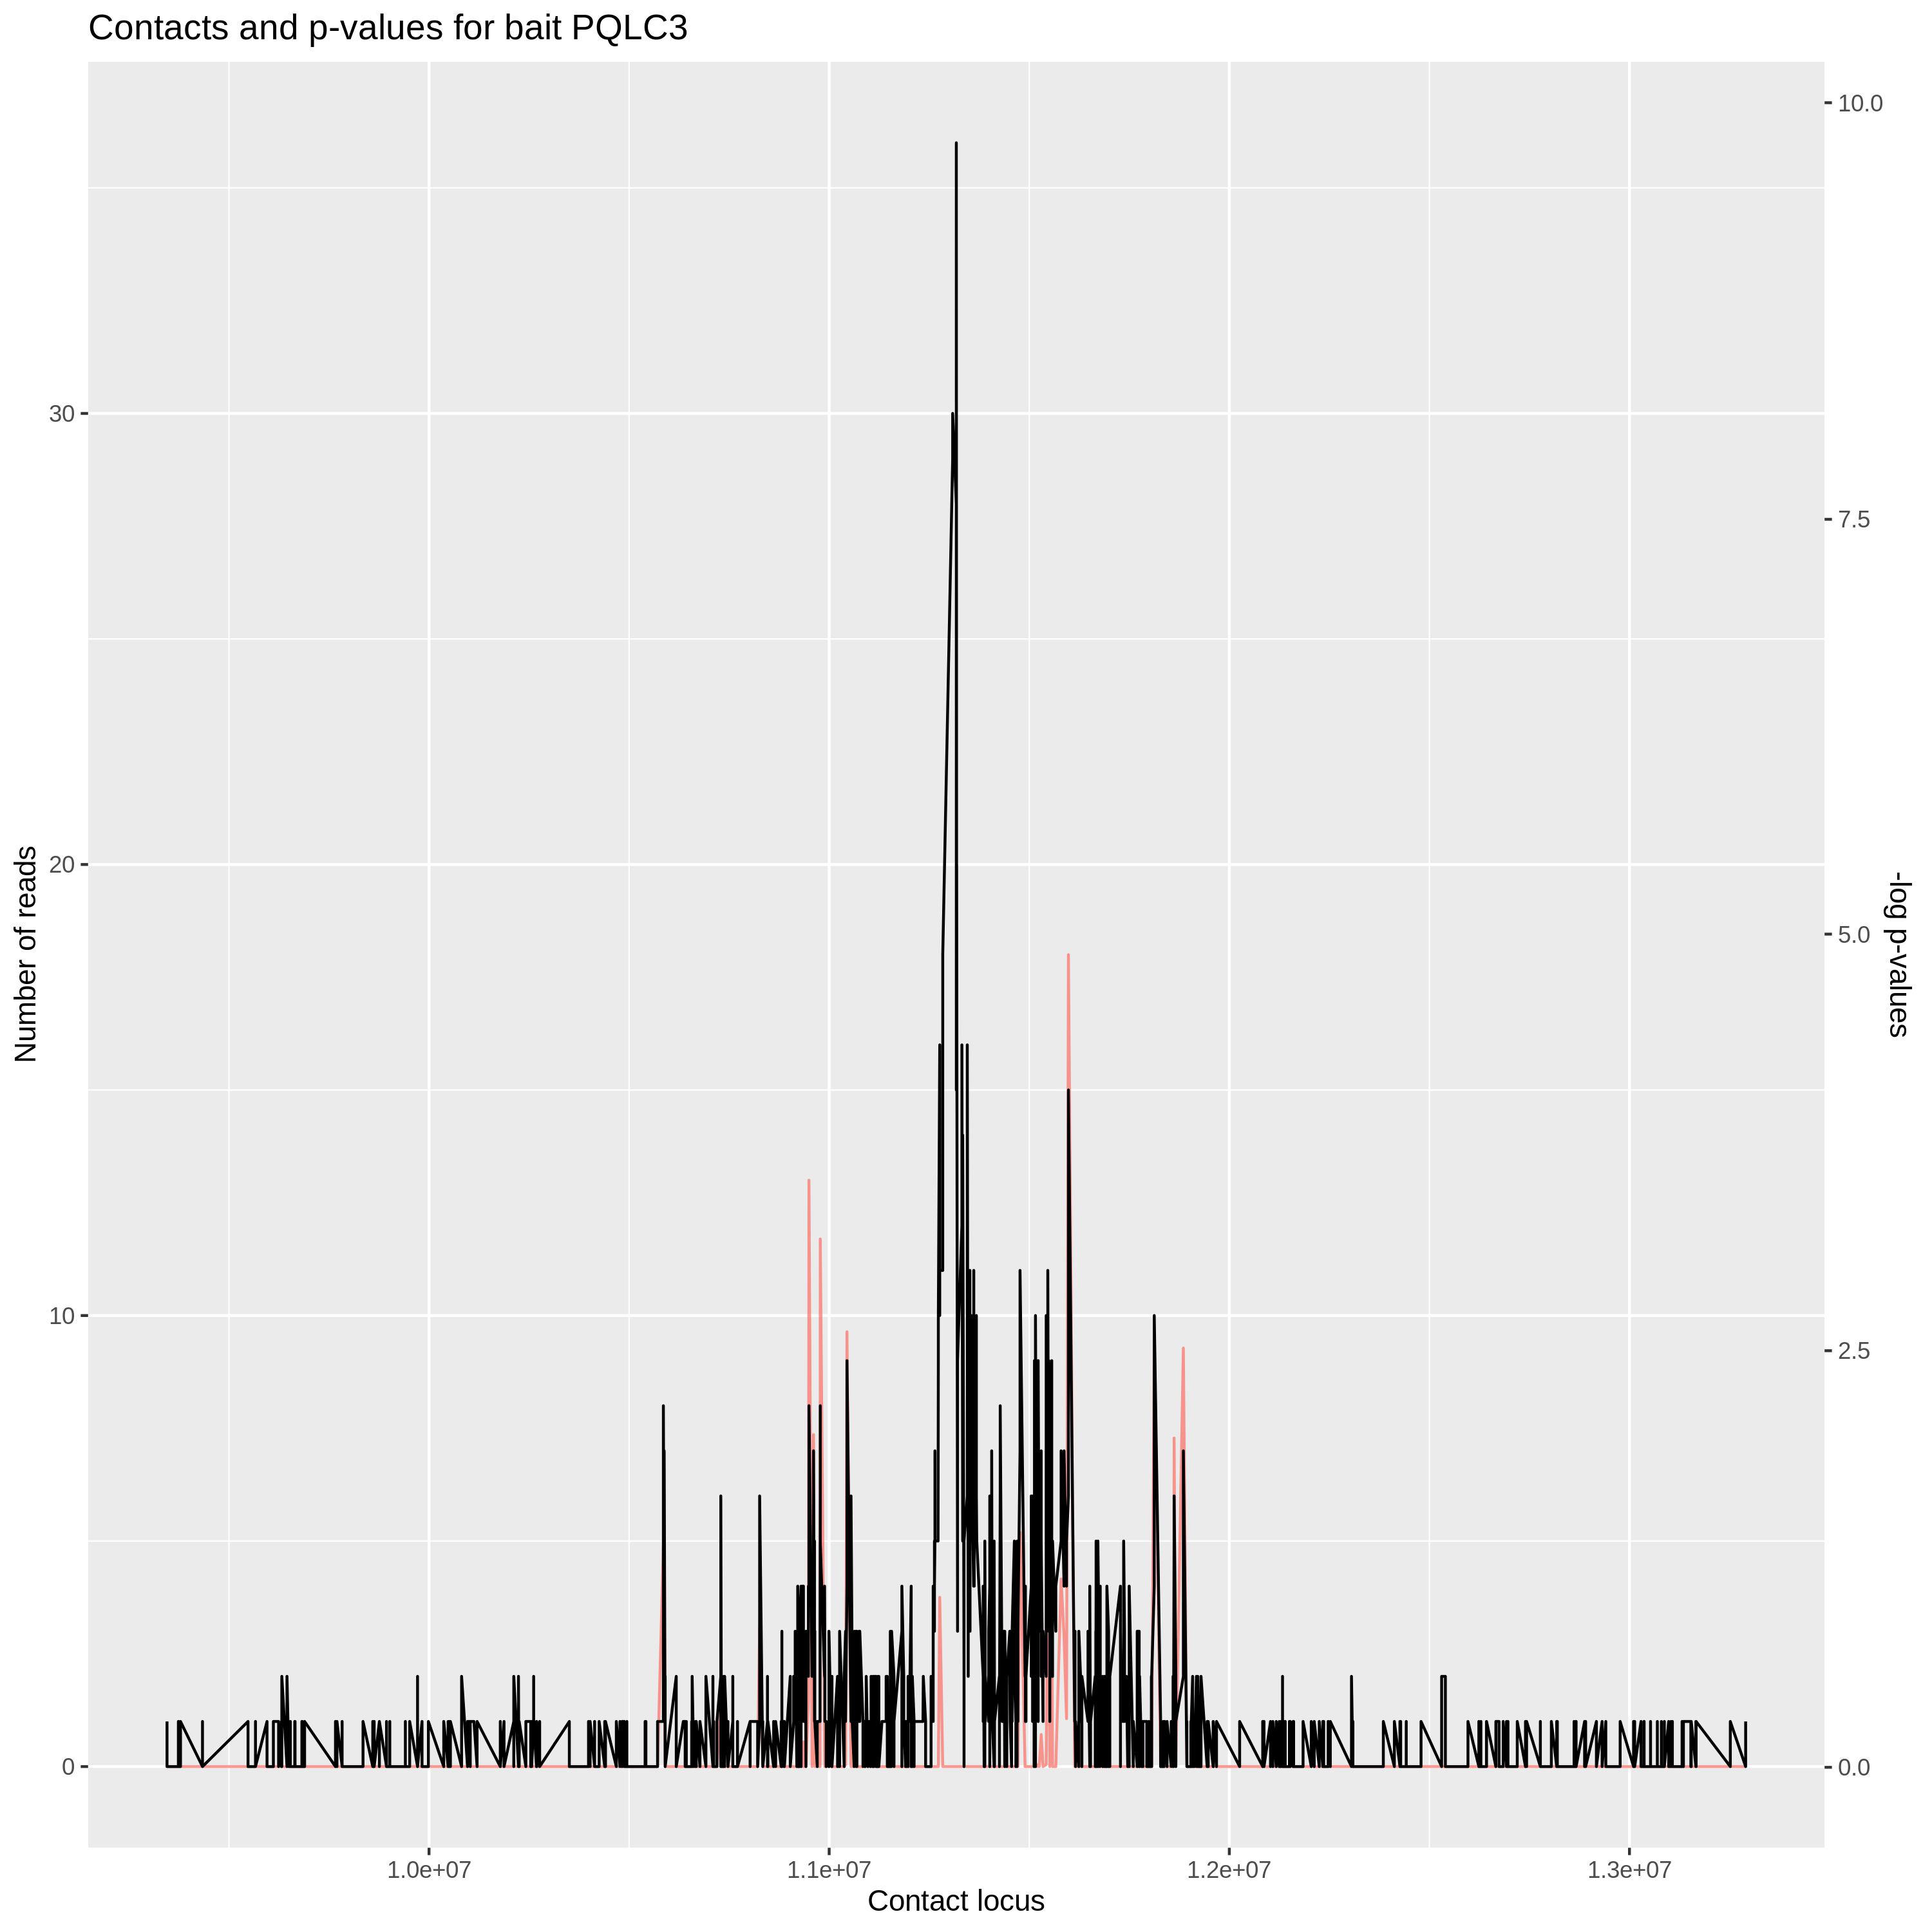 Contacts and p-values for bait PQLC3
Number of reads
30
20
10
0
10.0
7.5
5.0
2.5
0.0
-log p-values
1.0e+07
1.1e+07
1.2e+07
1.3e+07
Contact locus